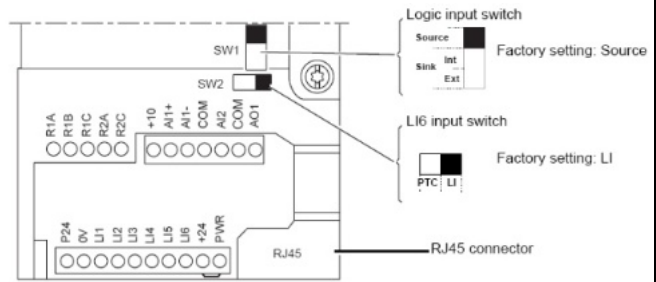 Logic input switch
Source
Sink
Int
Ext
Factory setting: Source
SW1
SW2
LI6 input switch
PTC
LI
Factory setting: LI
R1A
R1B
R1C
R2A
R2C
+10
AI1+
AI1-
COM
AI2
COM
AO1
P24
0V
LI1
LI2
LI3
LI4
LI5
LI6
+24
PWR
RJ45
RJ45 connector